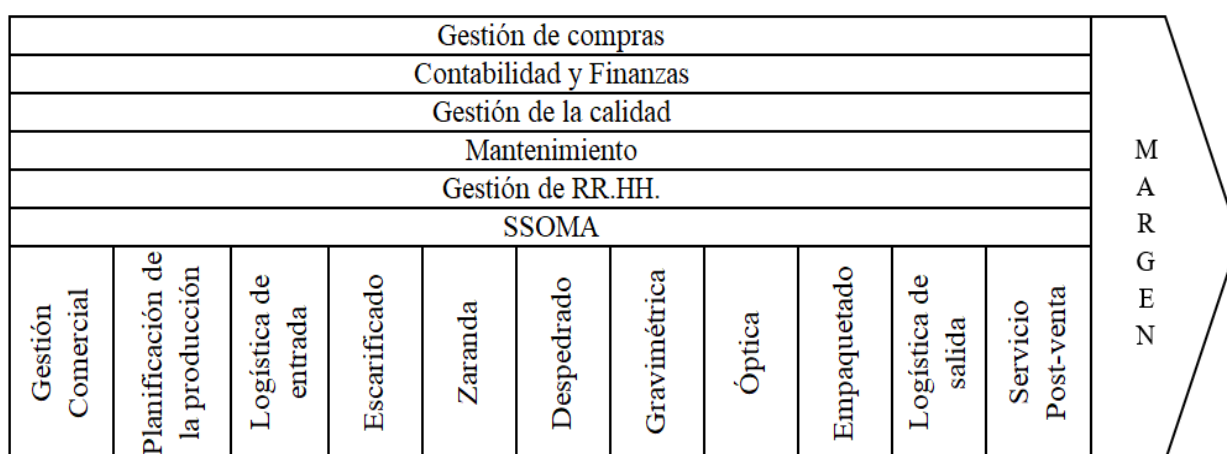 Gestión de compras
Contabilidad y Finanzas
Gestión de la calidad
Mantenimiento
Gestión de RR.HH.
SSOMA
Gestión
Comercial
Planificación de
la producción
Logística de
entrada
Escarificado
Zaranda
Despedrado
Gravimétrica
Óptica
Empaquetado
Logística de
salida
Servicio
Post-venta
M
A
R
G
E
N